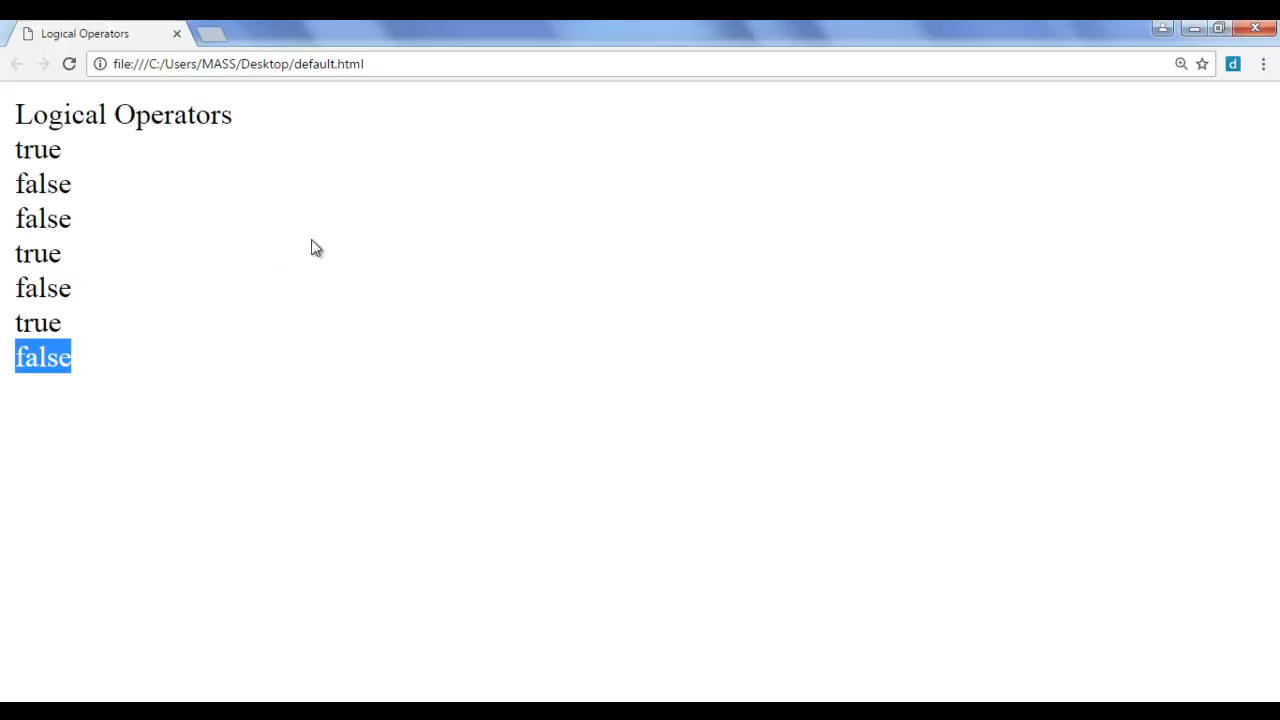 Logical Operators
file:///C:/Users/MASS/Desktop/default.html
d
Logical Operators
true
false
false
true
false
true
false